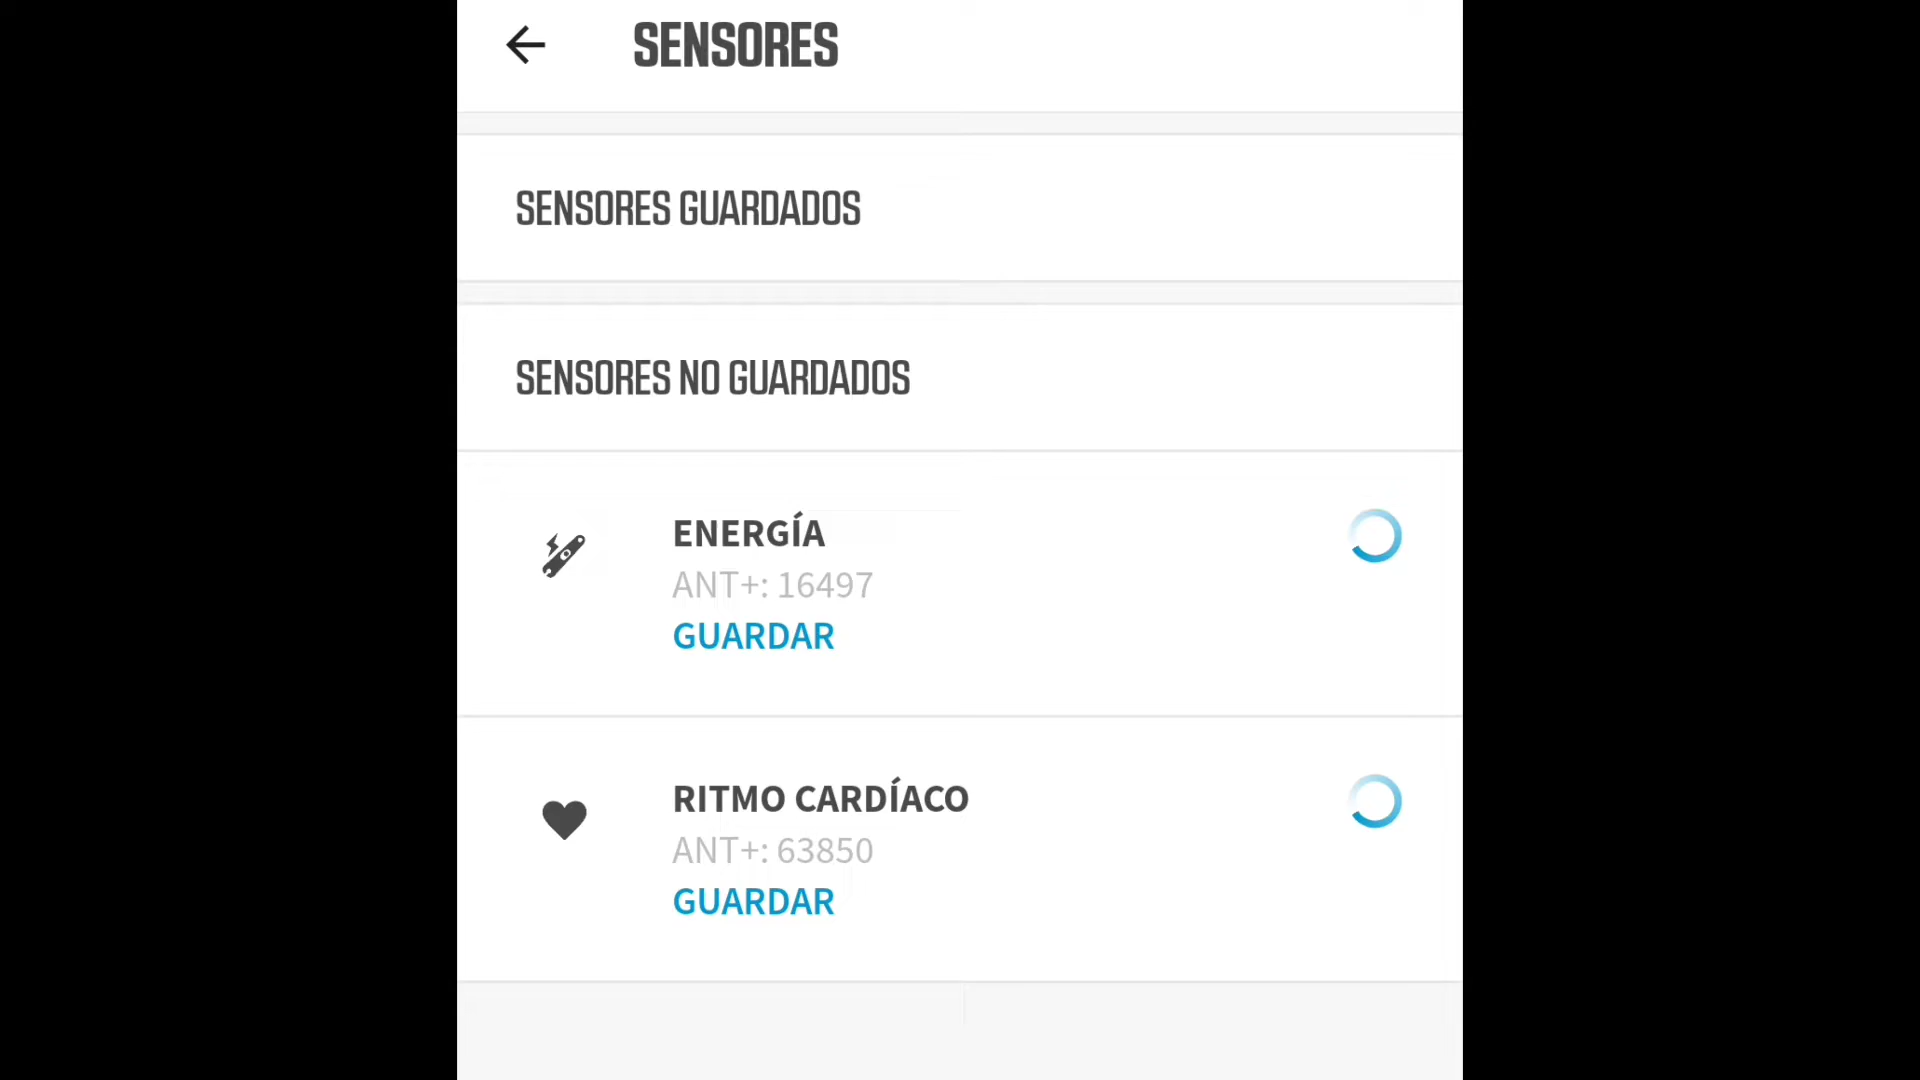 SENSORES
SENSORES GUARDADOS
SENSORES NO GUARDADOS
ENERGÍA
ANT+: 16497
GUARDAR
RITMO CARDÍACO
ANT+: 63850
GUARDAR